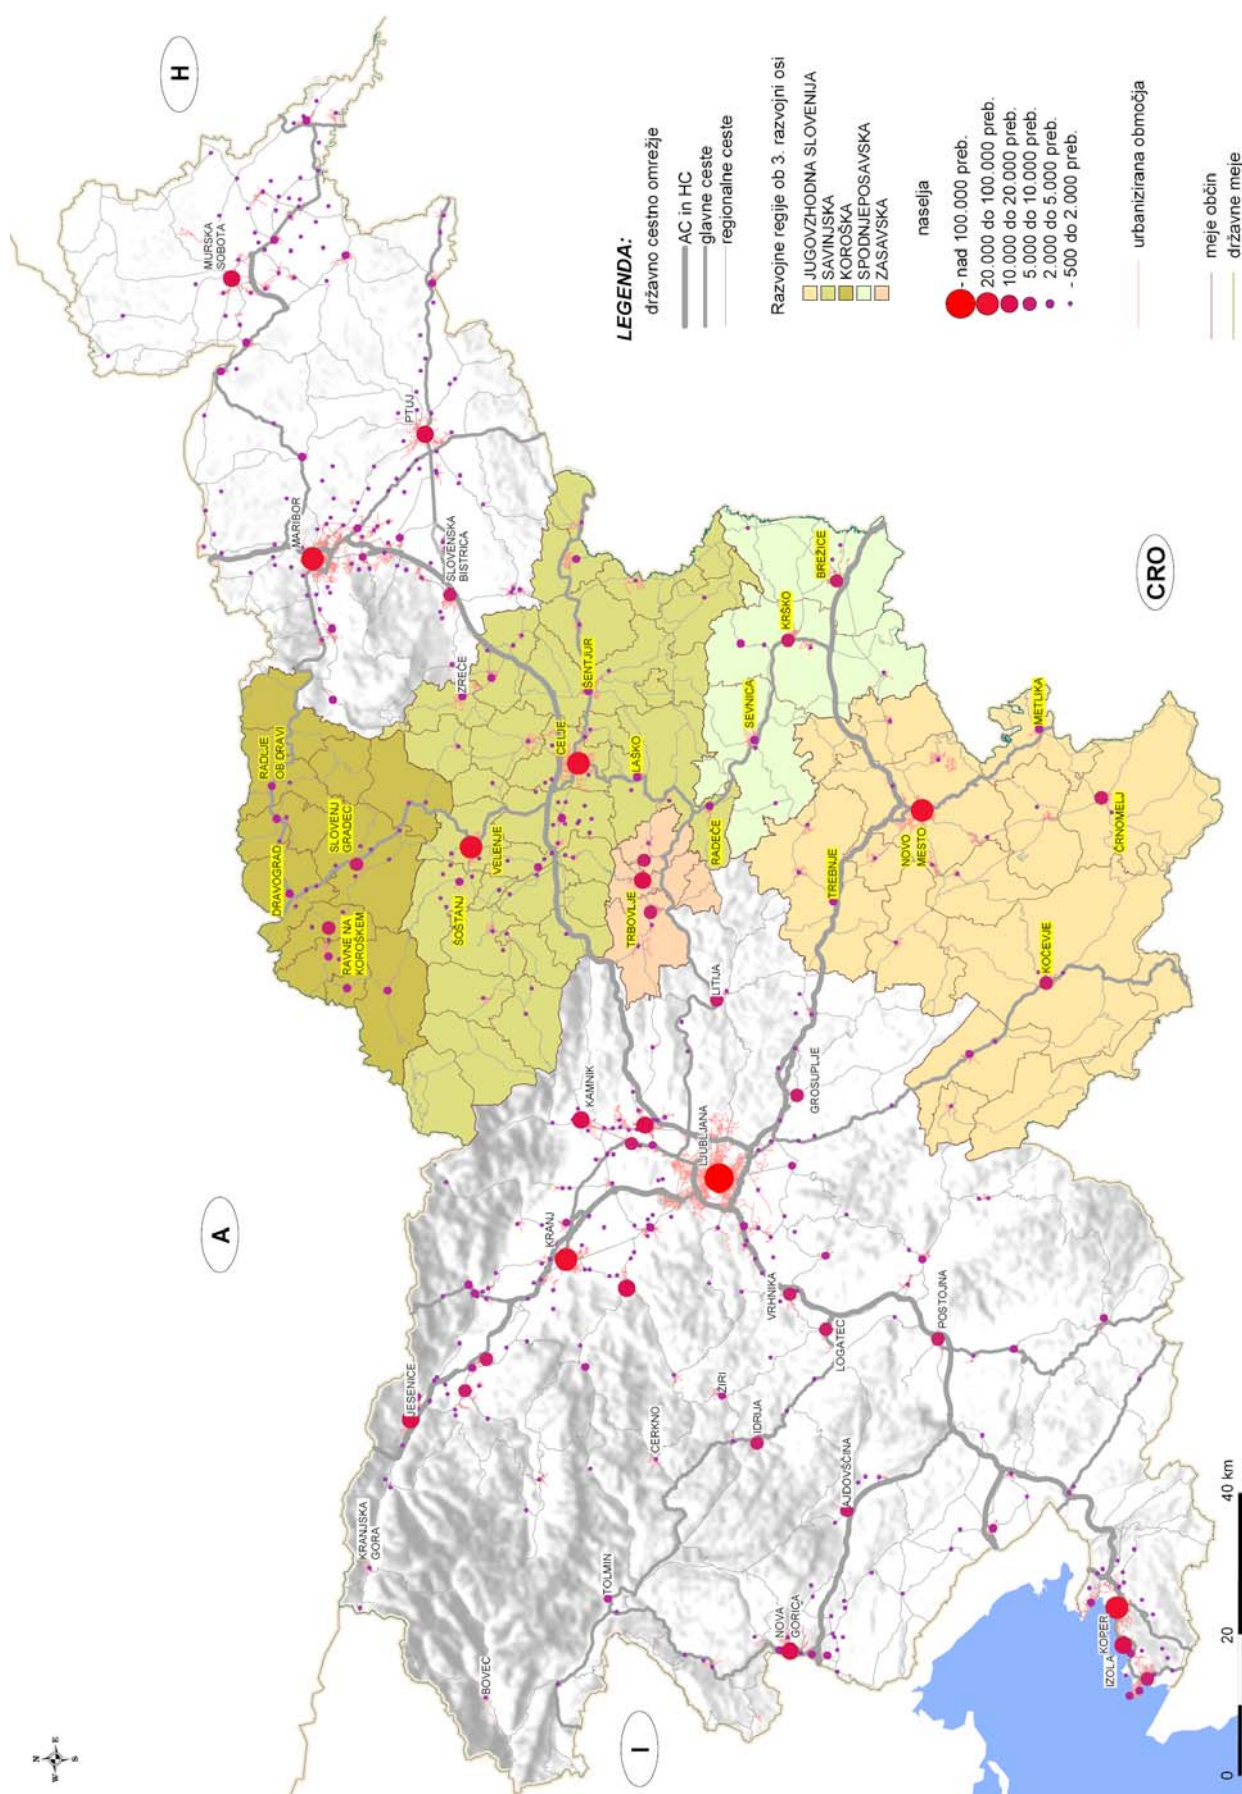 N
W
E
S
A
H
I
CRO
KRANJSKA
GORA
BOVEC
JESENICE
TOLMIN
CERKNO
ŽIRI
IDRIJA
NOVA
GORICA
AJDOVŠČINA
IZOLA
KOPER
POSTOJNA
LOGATEC
VRHNIKA
KRANJ
KAMNIK
LJUBLJANA
GROSUPLJE
LITIJA
RAVNE NA
KOROŠKEM
DRAVOGRAD
SLOVENJ
GRADEC
RADLJE
OB DRAVI
ŠOŠTANJ
VELENJE
CELJE
ŠENTJUR
LAŠKO
ZREČE
TRBOVLJE
RADEČE
SEVNICA
KRŠKO
BREŽICE
TREBNJE
NOVO
MESTO
METLIKA
ČRNOMELJ
KOČEVJE
MARIBOR
SLOVENSKA
BISTRICA
PTUJ
MURSKA
SOBOTA
LEGENDA:
državno cestno omrežje
AC in HC
glavne ceste
regionalne ceste
Razvojne regije ob 3. razvojni osi
JUGOVZHODNA SLOVENIJA
SAVINJSKA
KOROŠKA
SPODNJEPOSAVSKA
ZASAVSKA
naselja
- nad 100.000 preb.
20.000 do 100.000 preb.
10.000 do 20.000 preb.
5.000 do 10.000 preb.
2.000 do 5.000 preb.
- 500 do 2.000 preb.
urbanizirana območja
meje občin
državne meje
0
20
40 km